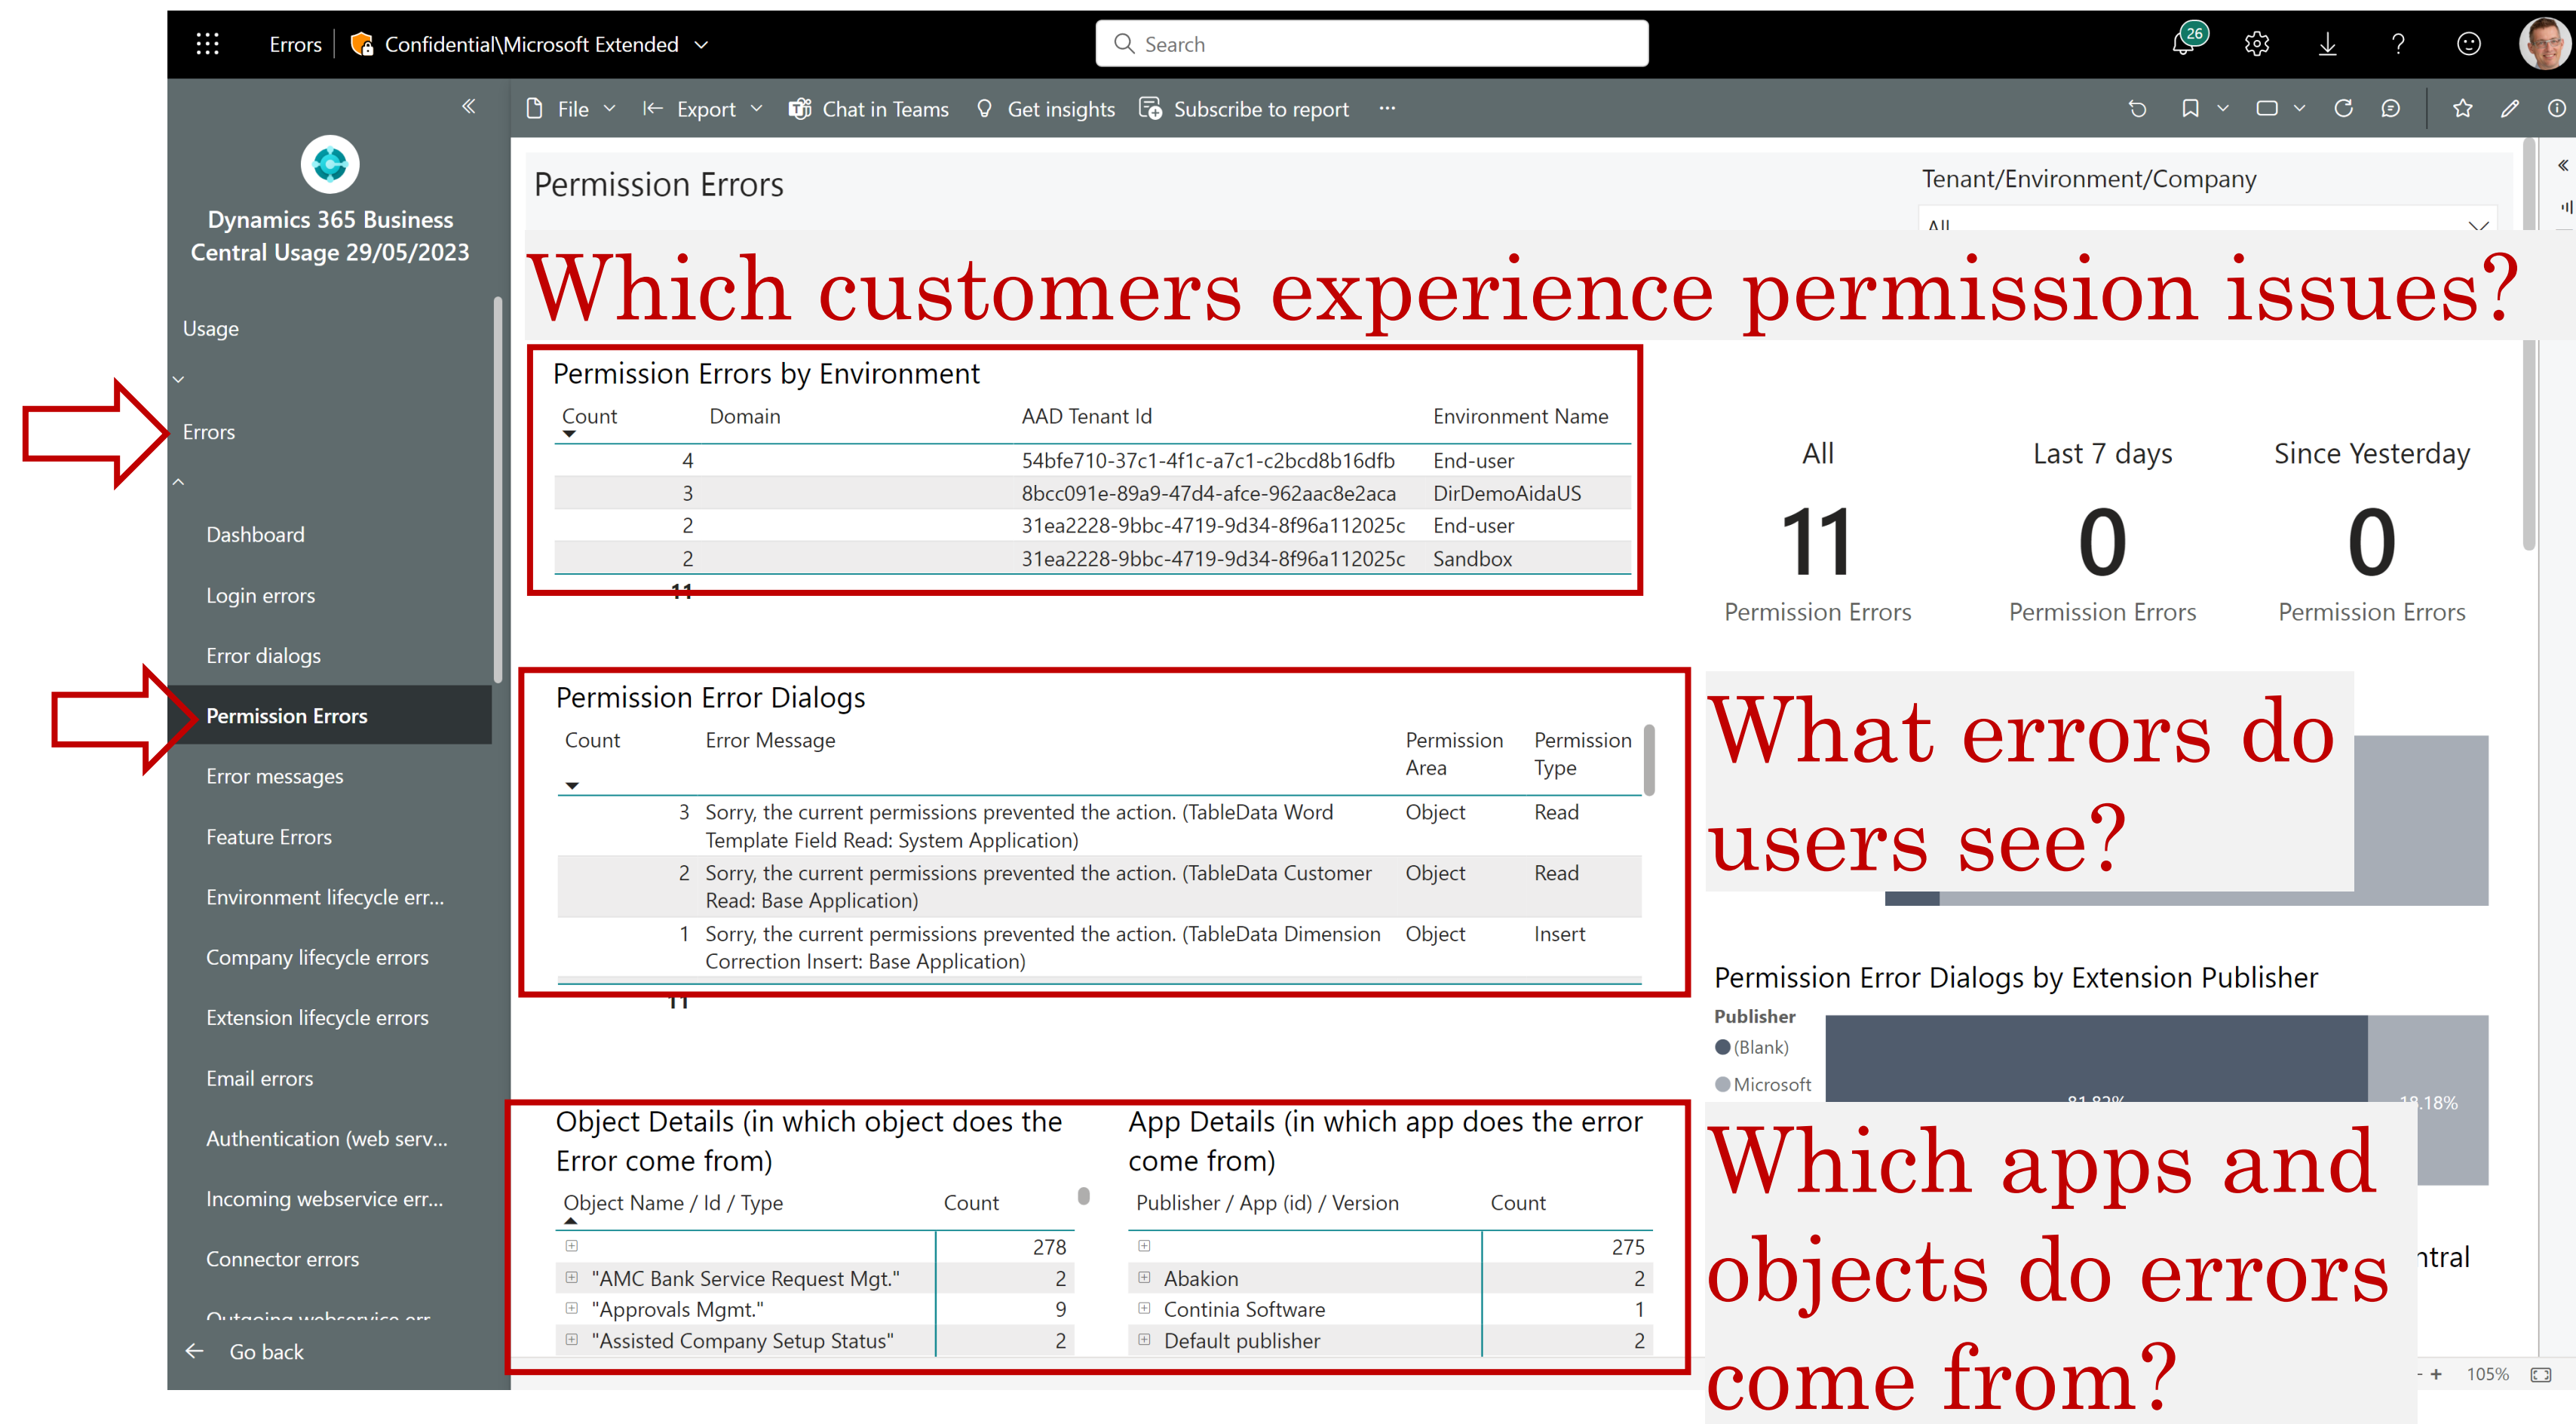 Errors
Confidential\Microsoft Extended
Search
26
?
File
Export
Chat in Teams
Get insights
Subscribe to report
...
Dynamics 365 Business
Central Usage 29/05/2023
Usage
Errors
Dashboard
Login errors
Error dialogs
Permission Errors
Error messages
Feature Errors
Environment lifecycle err...
Company lifecycle errors
Extension lifecycle errors
Email errors
Authentication (web serv...
Incoming webservice err...
Connector errors
Outgoing webservice err
Go back
Permission Errors
Tenant/Environment/Company
All
Which customers experience permission issues?
Permission Errors by Environment
Count Domain AAD Tenant Id Environment Name
4 54bfe710-37c1-4f1c-a7c1-c2bcd8b16dfb End-user
3 8bcc091e-89a9-47d4-afce-962aac8e2aca DirDemoAidaUS
2 31ea2228-9bbc-4719-9d34-8f96a112025c End-user
2 31ea2228-9bbc-4719-9d34-8f96a112025c Sandbox
11
All Last 7 days Since Yesterday
11 0 0
Permission Errors Permission Errors Permission Errors
Permission Error Dialogs
Count Error Message Permission Area Permission Type
3 Sorry, the current permissions prevented the action. (TableData Word Object Read
Template Field Read: System Application)
2 Sorry, the current permissions prevented the action. (TableData Customer Object Read
Read: Base Application)
1 Sorry, the current permissions prevented the action. (TableData Dimension Object Insert
Correction Insert: Base Application)
11
What errors do
users see?
Permission Error Dialogs by Extension Publisher
Publisher
(Blank)
Microsoft
81.82% 18.18%
Object Details (in which object does the
Error come from)
Object Name / Id / Type Count
278
"AMC Bank Service Request Mgt." 2
"Approvals Mgmt." 9
"Assisted Company Setup Status" 2
App Details (in which app does the error
come from)
Publisher / App (id) / Version Count
275
Abakion 2
Continia Software 1
Default publisher 2
Which apps and
objects do errors
come from?
ntral
- + 105%